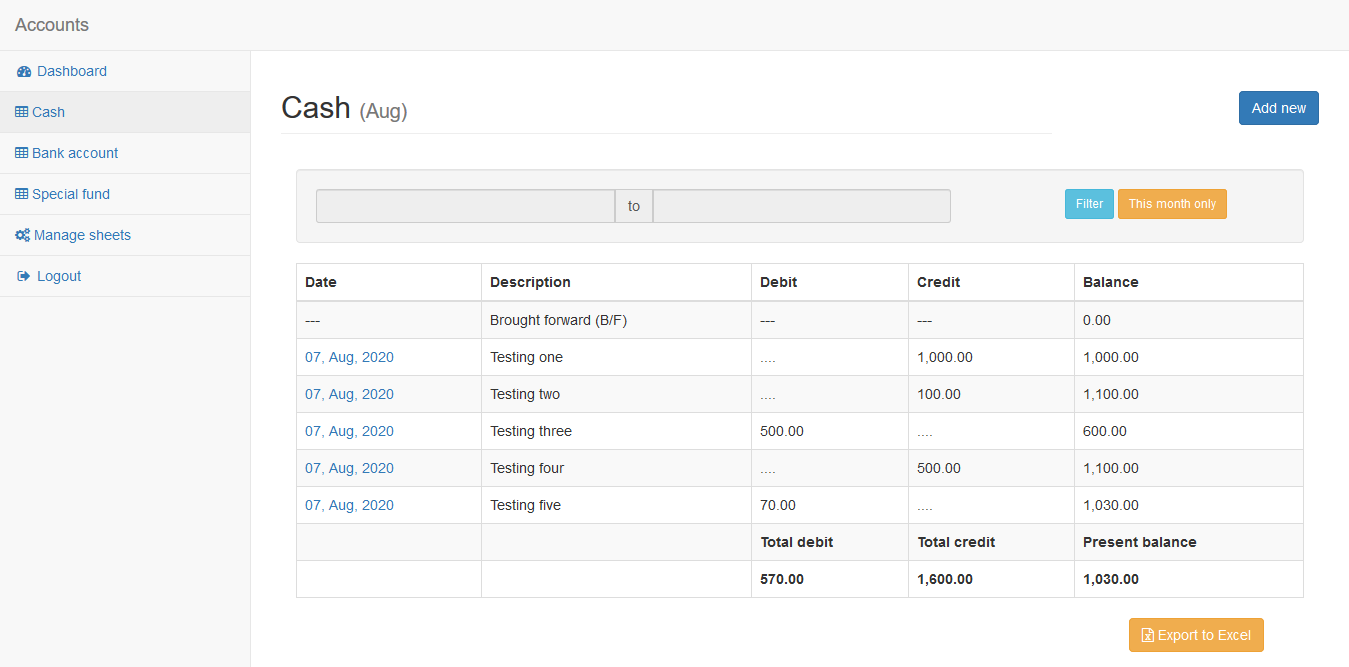 Accounts
Dashboard
Cash
Bank account
Special fund
Manage sheets
Logout
Cash (Aug)
Add new
to
Filter
This month only
Date Description Debit Credit Balance
--- Brought forward (B/F) --- --- 0.00
07, Aug, 2020 Testing one .... 1,000.00 1,000.00
07, Aug, 2020 Testing two .... 100.00 1,100.00
07, Aug, 2020 Testing three 500.00 .... 600.00
07, Aug, 2020 Testing four .... 500.00 1,100.00
07, Aug, 2020 Testing five 70.00 .... 1,030.00
Total debit Total credit Present balance
570.00 1,600.00 1,030.00
Export to Excel